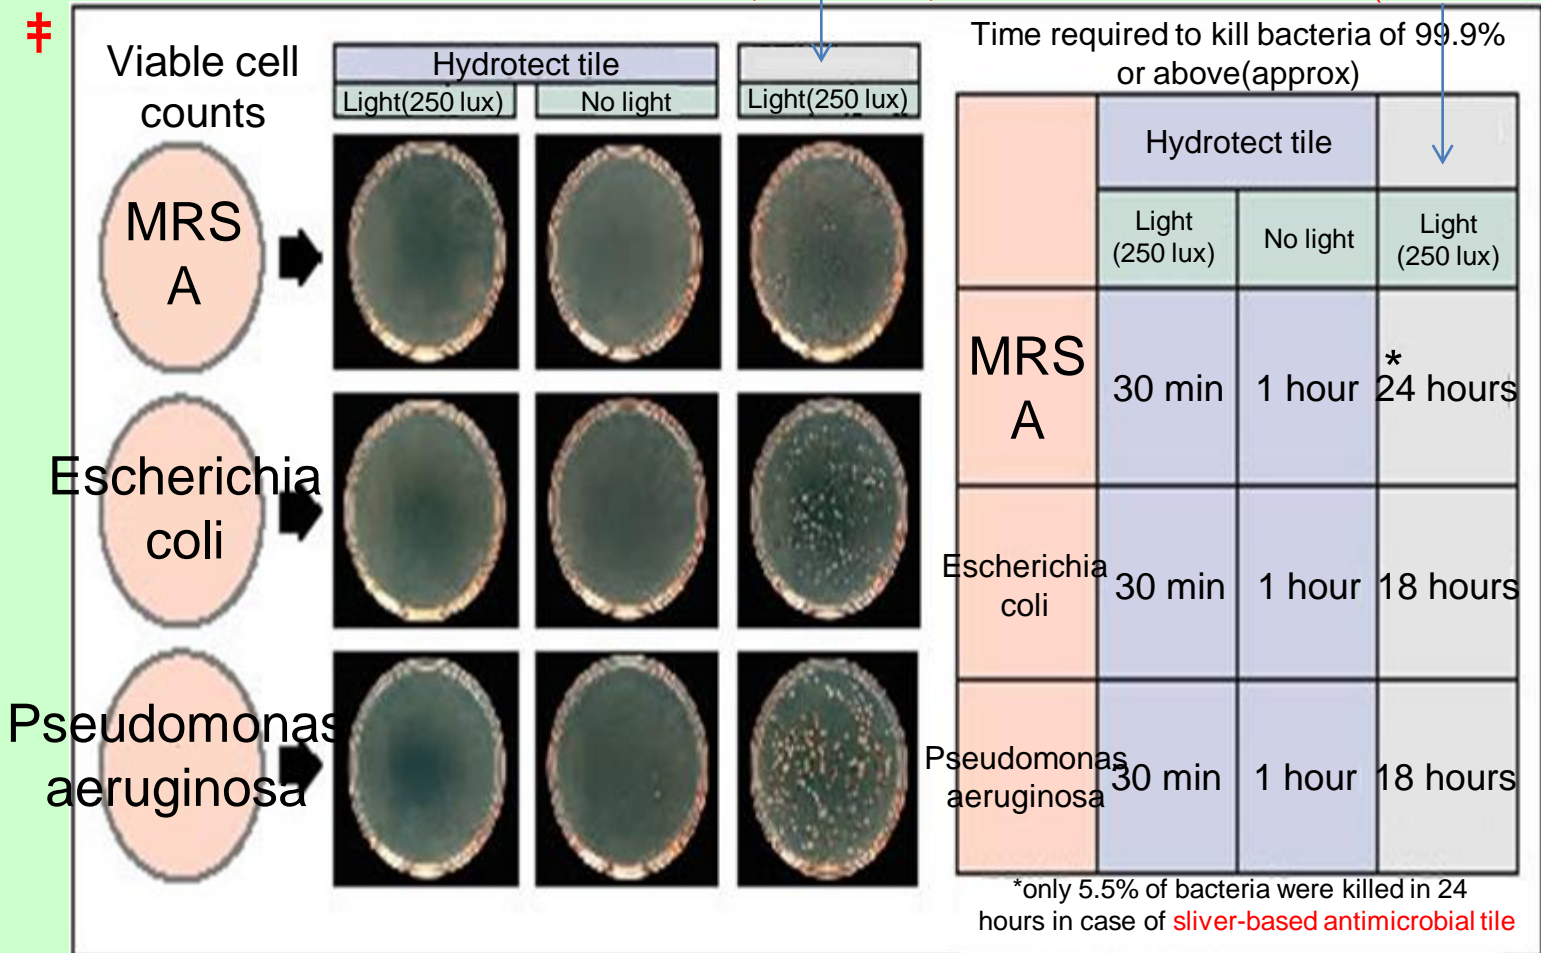 ‡
Viable cell
counts
Hydrotect tile
Light(250 lux)
No light
Light(250 lux)
MRS
A
Escherichia
coli
Pseudomonas
aeruginosa
Time required to kill bacteria of 99.9%
or above(approx)
Hydrotect tile
Light
(250 lux)
No light
Light
(250 lux)
MRS
A
30 min
1 hour
*
24 hours
Escherichia
coli
30 min
1 hour
18 hours
Pseudomonas
aeruginosa
30 min
1 hour
18 hours
*only 5.5% of bacteria were killed in 24
hours in case of sliver-based antimicrobial tile